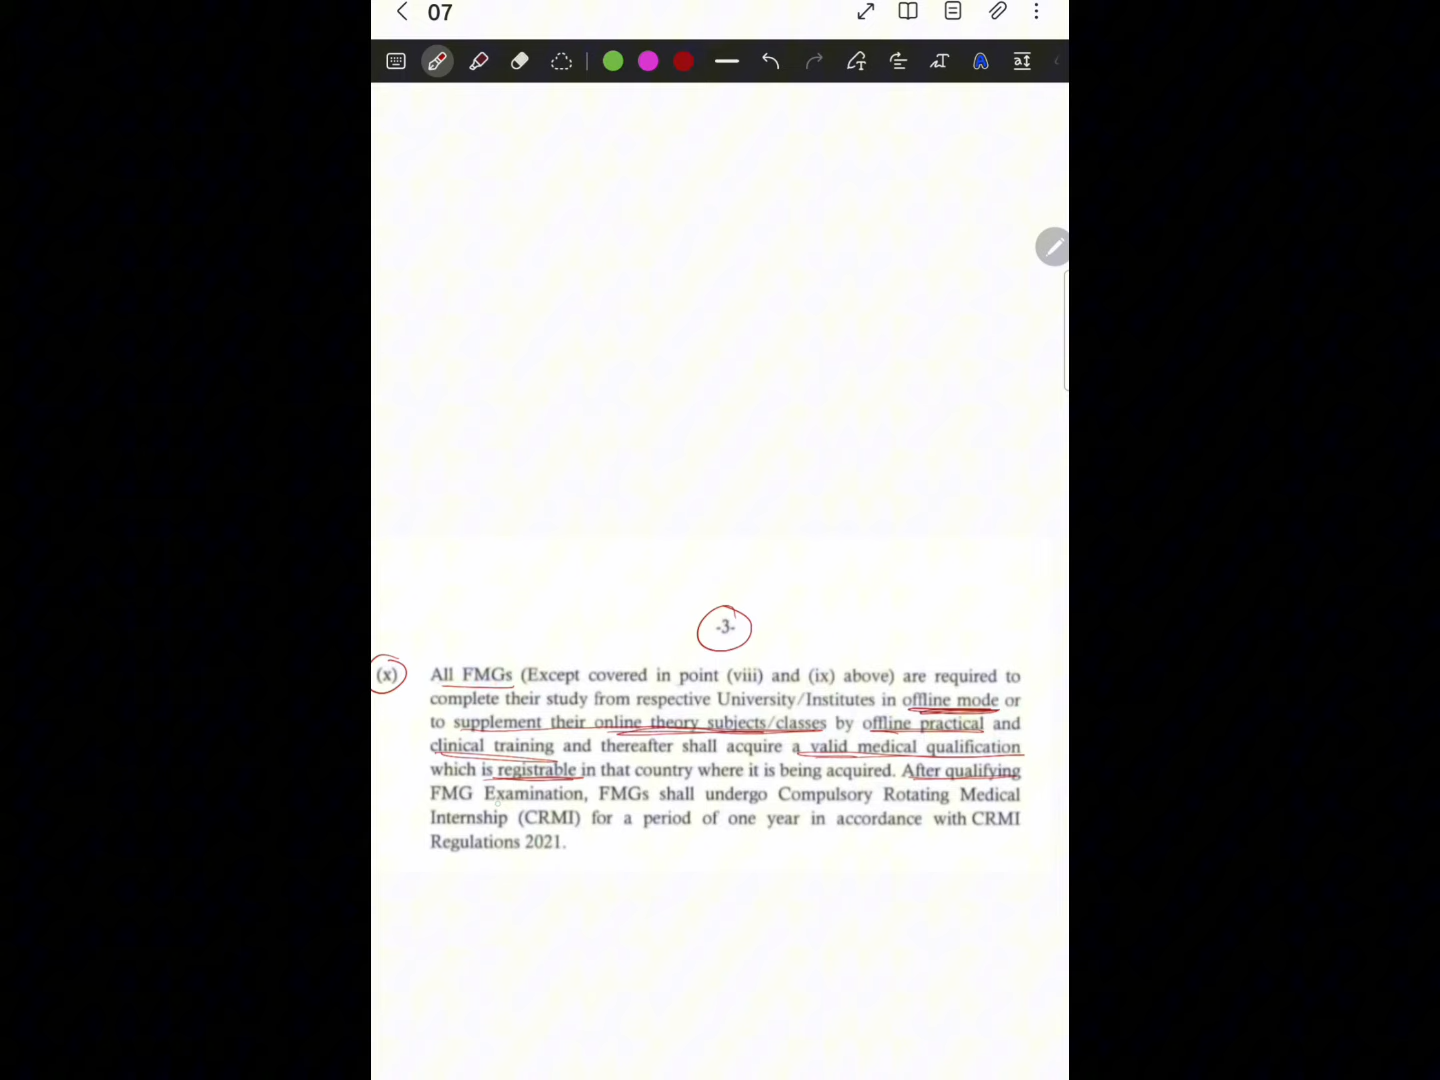 07
-3-
(x) All FMGs (Except covered in point (viii) and (ix) above) are required to
complete their study from respective University/Institutes in offline mode or
to supplement their online theory subjects/classes by offline practical and
clinical training and thereafter shall acquire a valid medical qualification
which is registrable in that country where it is being acquired. After qualifying
FMG Examination, FMGs shall undergo Compulsory Rotating Medical
Internship (CRMI) for a period of one year in accordance with CRMI
Regulations 2021.